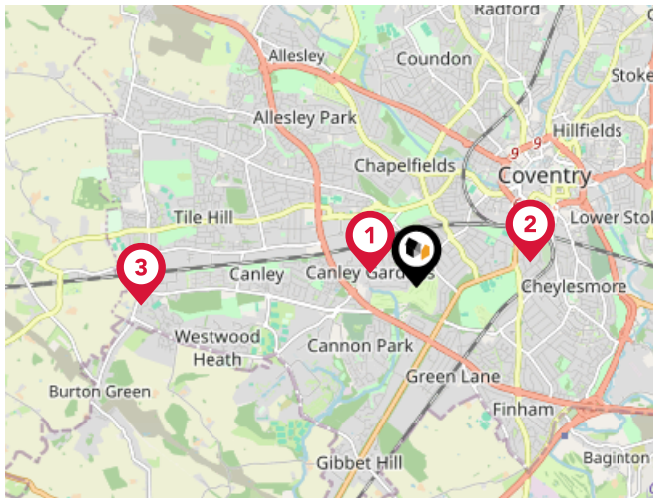 Radford
Allesley
Coundon
Stoke
Allesley Park
Hillfields
9
9
Chapelfields
Coventry
Tile Hill
Lower Stol
1
2
3
Canley
Canley Gardens
Cheylesmore
Westwood
Heath
Cannon Park
Green Lane
Burton Green
Finham
Gibbet Hill
Baginton